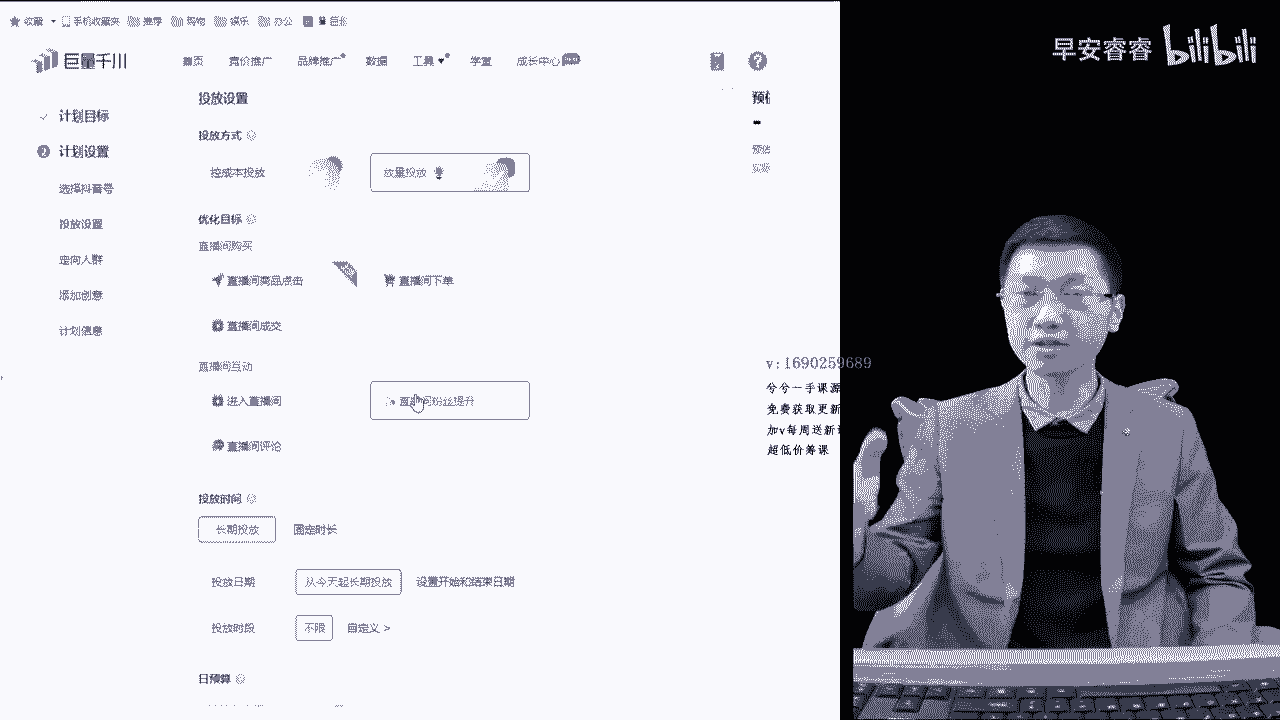 收藏 手机收藏夹 推荐 购物 娱乐 办公
早安睿睿 bilibili
巨量千川 首页 竞价推广 品牌推广 数据 工具 学堂 成长中心
计划目标
计划设置
选择抖音号
投放设置
定向人群
添加创意
计划信息
投放设置
投放方式
控成本投放 放量投放
优化目标
直播间购买
直播间商品点击 直播间下单
直播间成交
直播间互动
进入直播间 直播间粉丝提升
直播间评论
投放时间
长期投放 固定时长
投放日期 从今天起长期投放 设置开始和结束日期
投放时段 不限 自定义 >
日预算
预估
v:1690259689
兮兮一手课源
免费获取更新
加v每周送新
超低价筹课